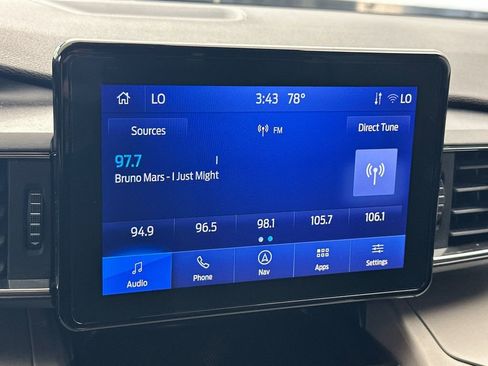 LO 3:43 78° LO
Sources FM Direct Tune
97.7
Bruno Mars - I Just Might
94.9 96.5 98.1 105.7 106.1
Audio Phone Nav Apps Settings